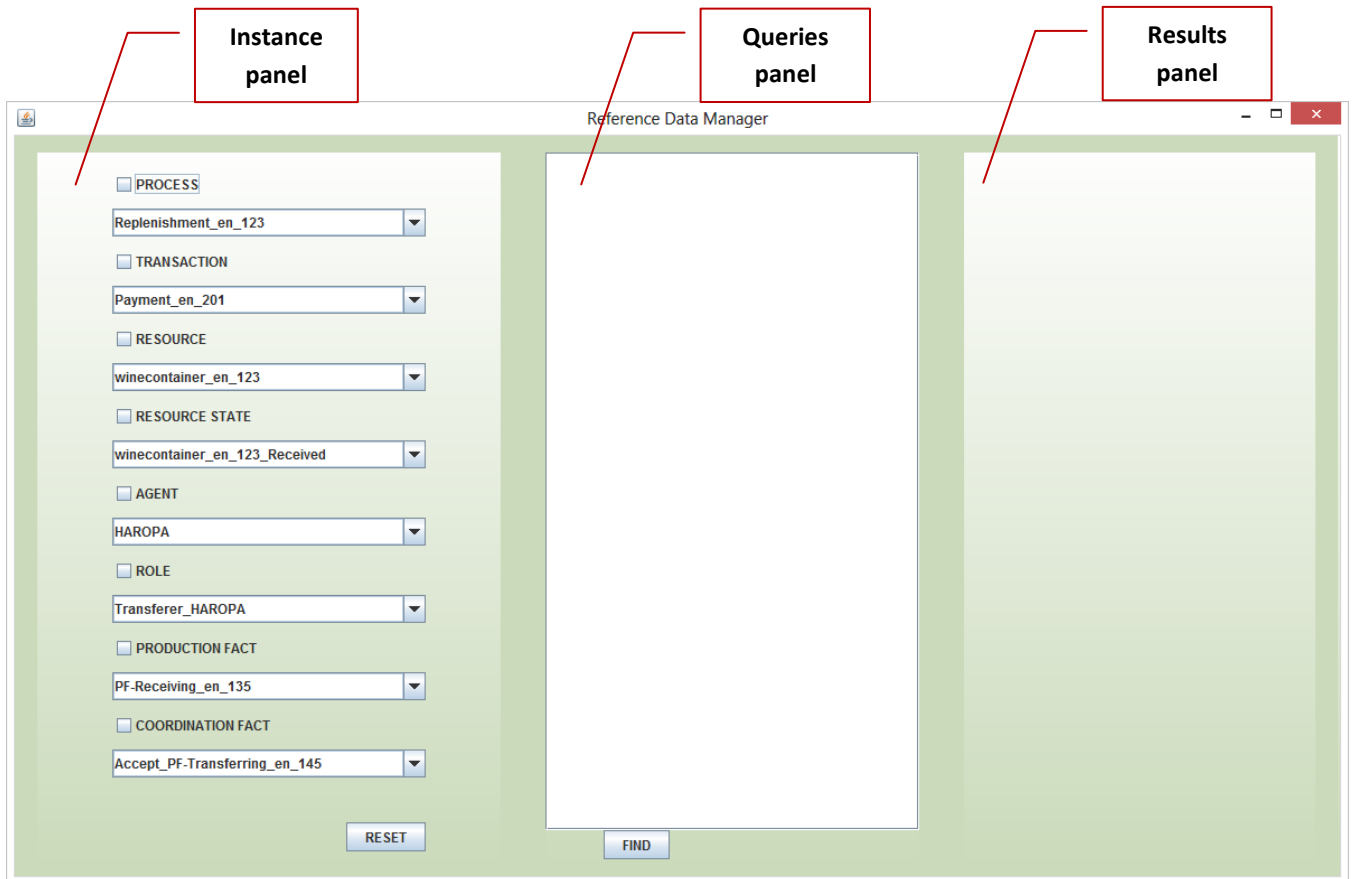 Instance
panel
Queries
panel
Results
panel
Reference Data Manager
PROCESS
Replenishment_en_123
TRANSACTION
Payment_en_201
RESOURCE
winecontainer_en_123
RESOURCE STATE
winecontainer_en_123_Received
AGENT
HAROPA
ROLE
Transferer_HAROPA
PRODUCTION FACT
PF-Receiving_en_135
COORDINATION FACT
Accept_PF-Transferring_en_145
RESET
FIND